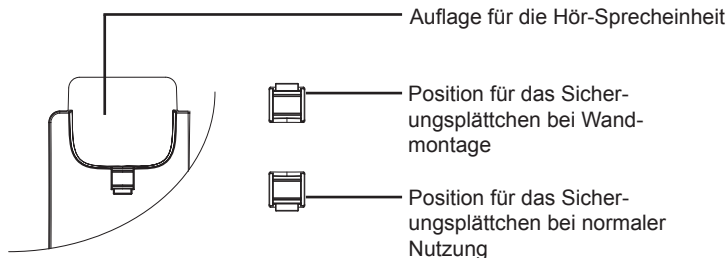 Auflage für die Hör-Sprecheinheit
Position für das Sicher-
ungsplättchen bei Wand-
montage
Position für das Sicher-
ungsplättchen bei normaler
Nutzung